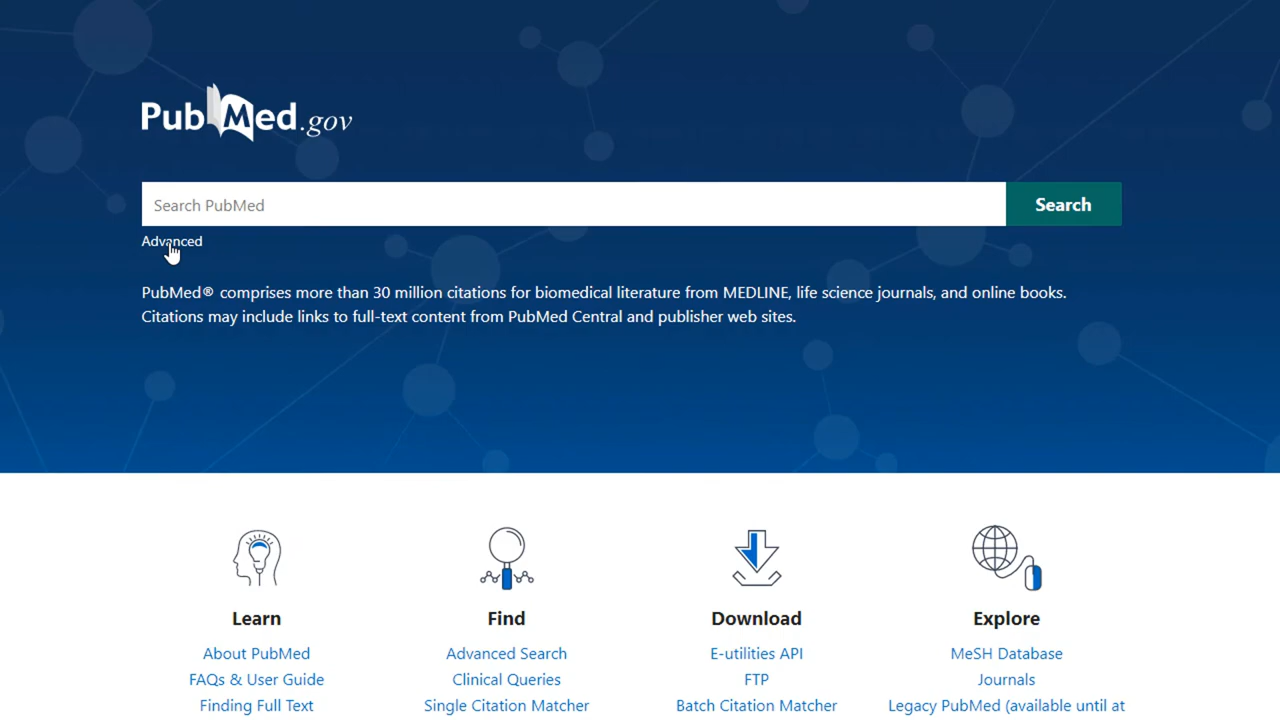 PubMed.gov
Search PubMed
Search
Advanced
PubMed® comprises more than 30 million citations for biomedical literature from MEDLINE, life science journals, and online books.
Citations may include links to full-text content from PubMed Central and publisher web sites.
Learn
About PubMed
FAQs & User Guide
Finding Full Text
Find
Advanced Search
Clinical Queries
Single Citation Matcher
Download
E-utilities API
FTP
Batch Citation Matcher
Explore
MeSH Database
Journals
Legacy PubMed (available until at